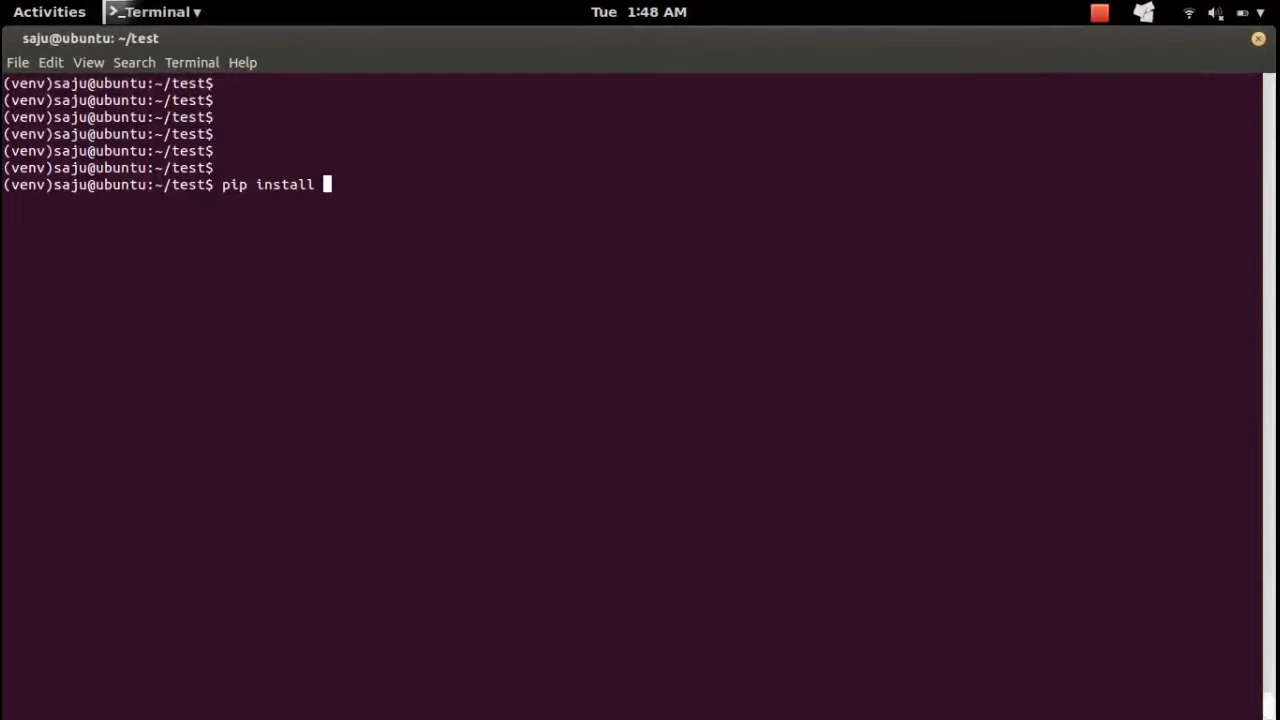 Activities
Terminal
Tue 1:48 AM
saju@ubuntu: ~/test
File Edit View Search Terminal Help
(venv)saju@ubuntu:~/test$
(venv)saju@ubuntu:~/test$
(venv)saju@ubuntu:~/test$
(venv)saju@ubuntu:~/test$
(venv)saju@ubuntu:~/test$
(venv)saju@ubuntu:~/test$
(venv)saju@ubuntu:~/test$ pip install